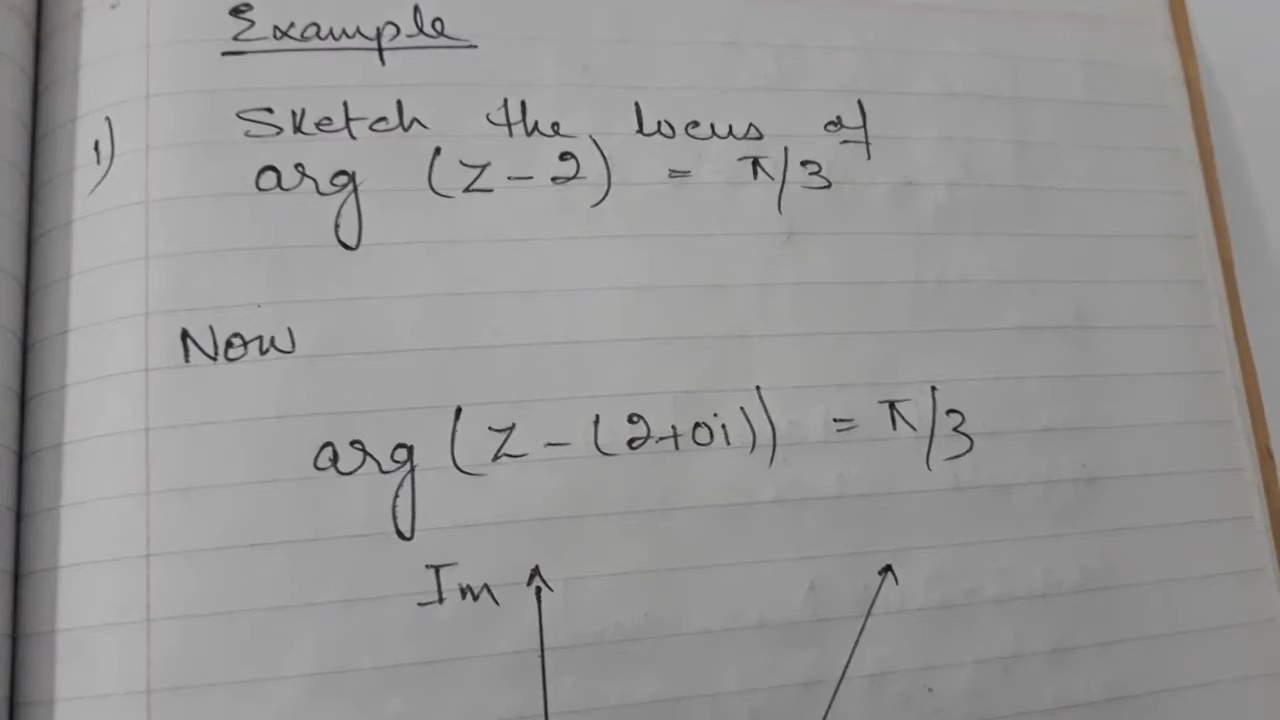 Example
1) Sketch the locus of
arg (z-2) = π/3
Now
arg (z-(2+0i)) = π/3
Im